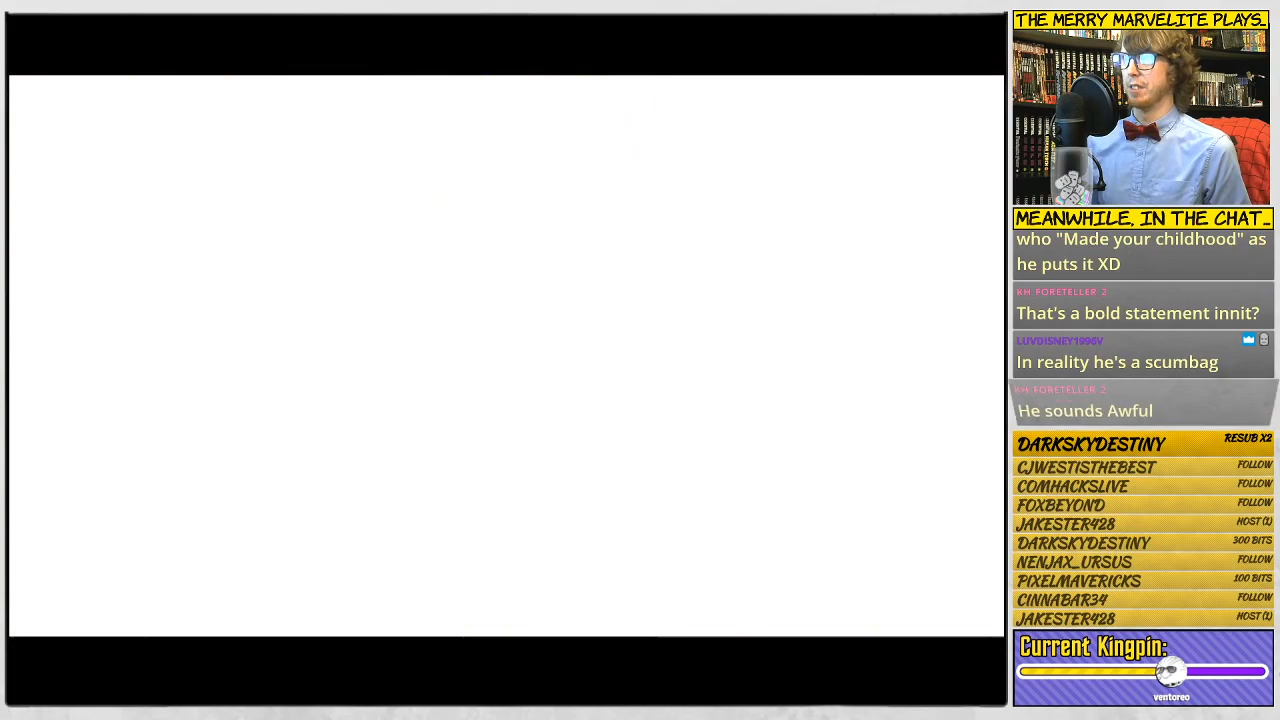 THE MERRY MARVELITE PLAYS...
MEANWHILE, IN THE CHAT...
who "Made your childhood" as
he puts it XD
KH FORETELLER 2
That's a bold statement innit?
LUVDISNEY1996V
In reality he's a scumbag
KH FORETELLER 2
He sounds Awful
DARKSKYDESTINY RESUB X2
CJWESTISTHEBEST FOLLOW
COMHACKSLIVE FOLLOW
FOXBEYOND FOLLOW
JAKESTER428 HOST (1)
DARKSKYDESTINY 300 BITS
NENJAX_URSUS FOLLOW
PIXELMAVERICKS 100 BITS
CINNABAR34 FOLLOW
JAKESTER428 HOST (1)
Current Kingpin:
ventoreo